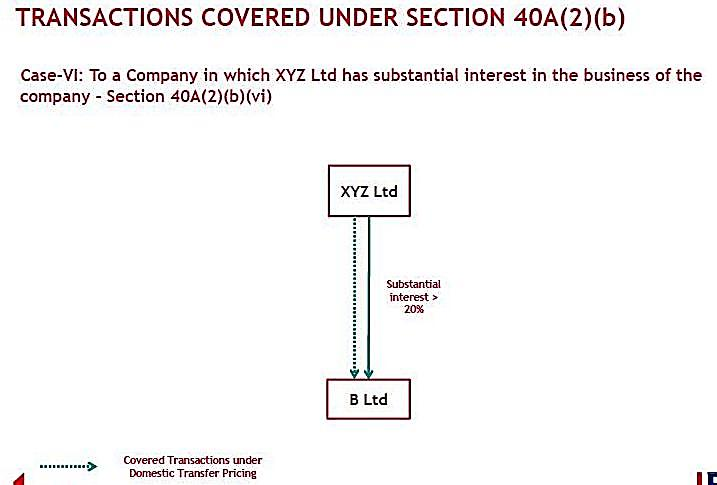 TRANSACTIONS COVERED UNDER SECTION 40A(2)(b)
Case-VI: To a Company in which XYZ Ltd has substantial interest in the business of the
company - Section 40A(2)(b)(vi)
XYZ Ltd
Substantial
interest >
20%
B Ltd
Covered Transactions under
Domestic Transfer Pricing